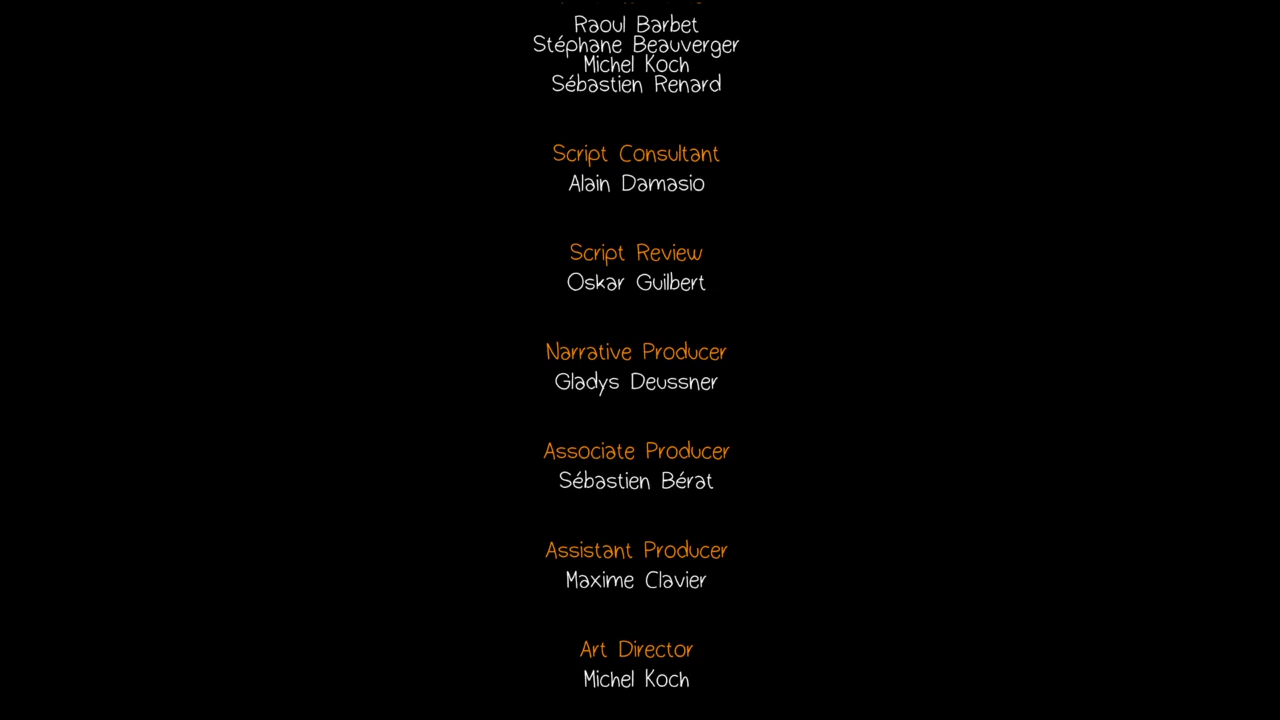 Raoul Barbet
Stéphane Beauverger
Michel Koch
Sébastien Renard
Script Consultant
Alain Damasio
Script Review
Oskar Guilbert
Narrative Producer
Gladys Deussner
Associate Producer
Sébastien Bérat
Assistant Producer
Maxime Clavier
Art Director
Michel Koch